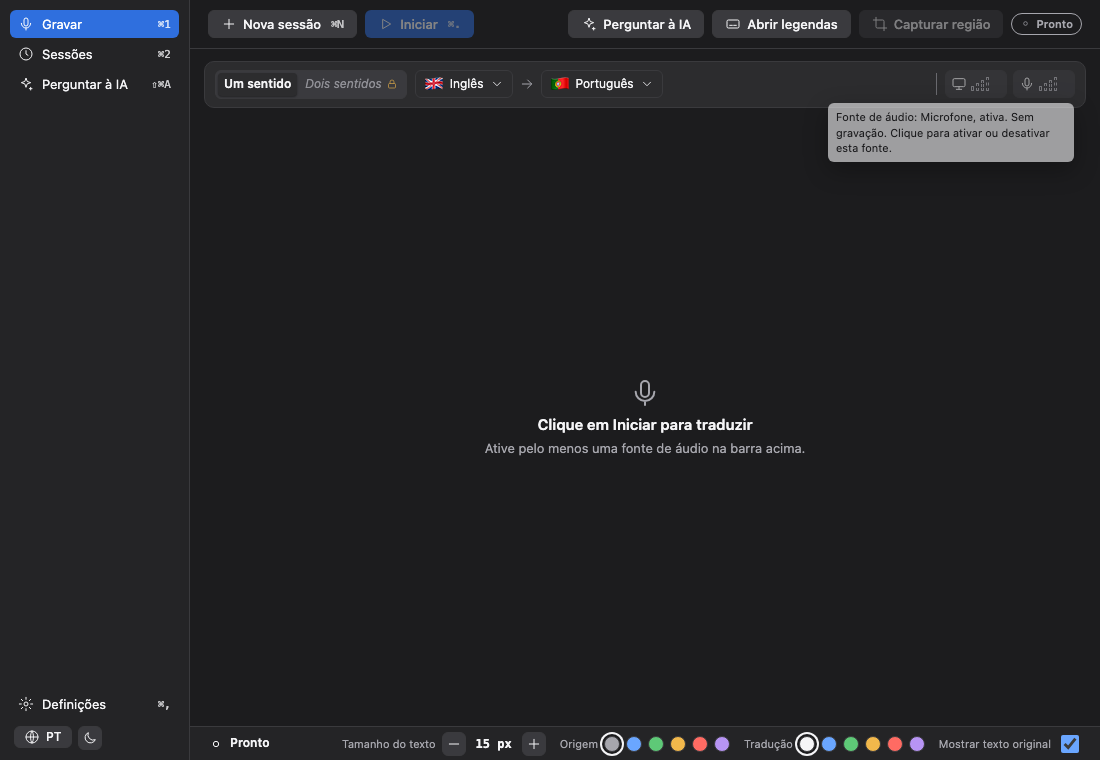 Gravar ⌘1
Sessões ⌘2
Perguntar à IA ⇧⌘A
Nova sessão ⌘N
Iniciar ⌘.
Perguntar à IA
Abrir legendas
Capturar região
Pronto
Um sentido
Dois sentidos
Inglês
Português
Fonte de áudio: Microfone, ativa. Sem
gravação. Clique para ativar ou desativar
esta fonte.
Clique em Iniciar para traduzir
Ative pelo menos uma fonte de áudio na barra acima.
Definições ⌘,
PT
Pronto
Tamanho do texto
15 px
Origem
Tradução
Mostrar texto original